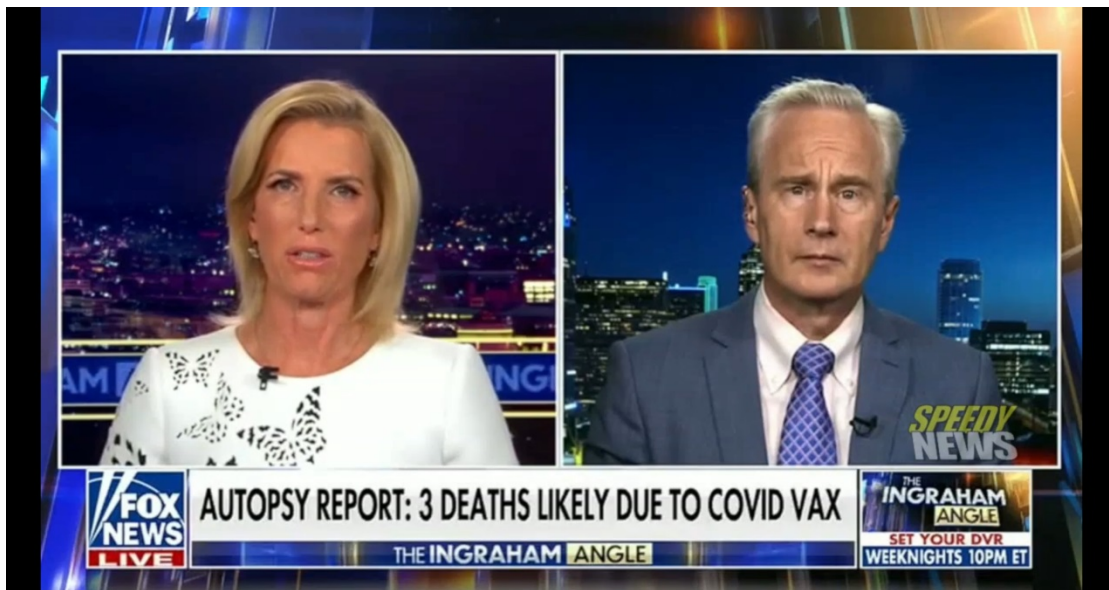 AM
ING
SPEEDY
NEWS
FOX
NEWS
LIVE
AUTOPSY REPORT: 3 DEATHS LIKELY DUE TO COVID VAX
THE INGRAHAM ANGLE
THE
INGRAHAM
ANGLE
SET YOUR DVR
WEEKNIGHTS 10PM ET